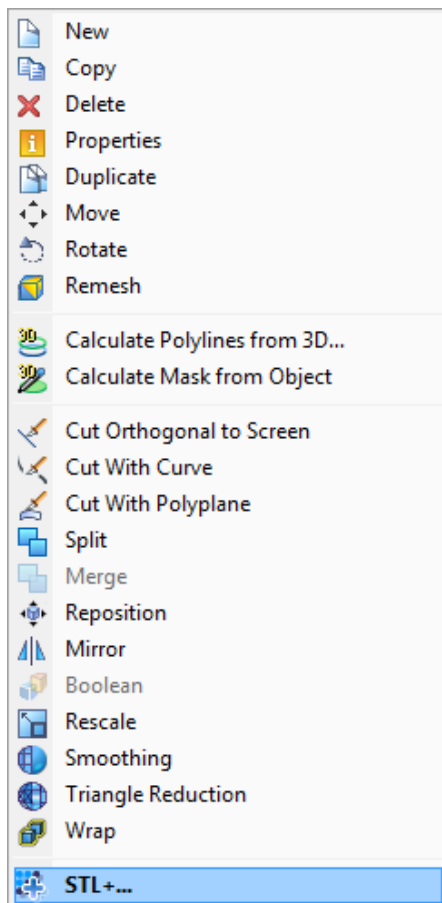 New
Copy
Delete
Properties
Duplicate
Move
Rotate
Remesh
Calculate Polylines from 3D...
Calculate Mask from Object
Cut Orthogonal to Screen
Cut With Curve
Cut With Polyplane
Split
Merge
Reposition
Mirror
Boolean
Rescale
Smoothing
Triangle Reduction
Wrap
STL+...